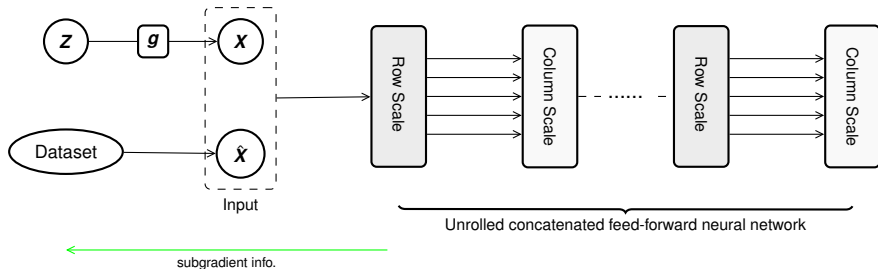 Z
g
X
Dataset
X̂
Input
Row Scale
Column Scale
......
Row Scale
Column Scale
Unrolled concatenated feed-forward neural network
subgradient info.